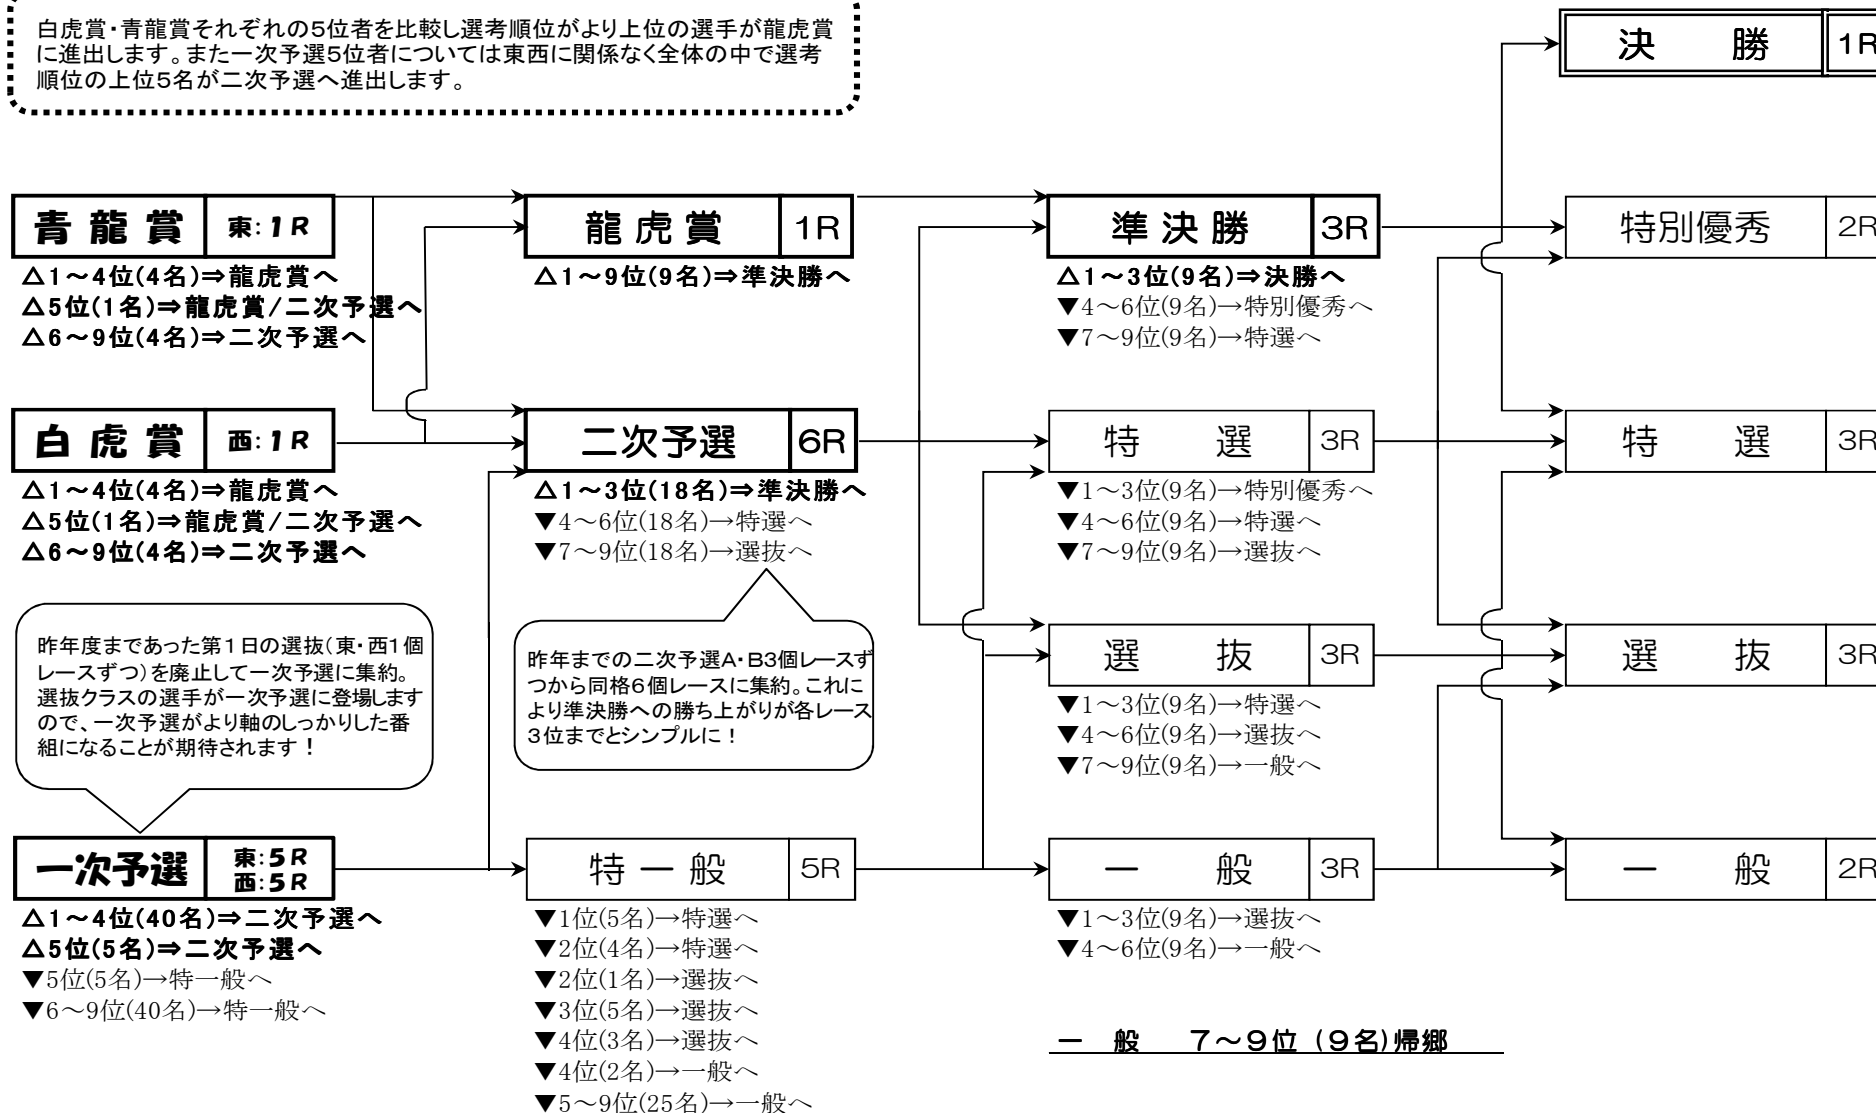 白虎賞・青龍賞それぞれの5位者を比較し選考順位がより上位の選手が龍虎賞
に進出します。また一次予選5位者については東西に関係なく全体の中で選考
順位の上位5名が二次予選へ進出します。
決 勝 1R
青龍賞 東:1R
△1～4位(4名)⇒龍虎賞へ
△5位(1名)⇒龍虎賞/二次予選へ
△6～9位(4名)⇒二次予選へ
龍虎賞 1R
△1～9位(9名)⇒準決勝へ
準決勝 3R
△1～3位(9名)⇒決勝へ
▼4～6位(9名)→特別優秀へ
▼7～9位(9名)→特選へ
特別優秀 2R
白虎賞 西:1R
△1～4位(4名)⇒龍虎賞へ
△5位(1名)⇒龍虎賞/二次予選へ
△6～9位(4名)⇒二次予選へ
二次予選 6R
△1～3位(18名)⇒準決勝へ
▼4～6位(18名)→特選へ
▼7～9位(18名)→選抜へ
特 選 3R
▼1～3位(9名)→特別優秀へ
▼4～6位(9名)→特選へ
▼7～9位(9名)→選抜へ
特 選 3R
昨年度まであった第1日の選抜(東・西1個
レースずつ)を廃止して一次予選に集約。
選抜クラスの選手が一次予選に登場します
ので、一次予選がより軸のしっかりした番
組になることが期待されます！
昨年までの二次予選A・B3個レースず
つから同格6個レースに集約。これに
より準決勝への勝ち上がりが各レース
3位までとシンプルに！
選 抜 3R
▼1～3位(9名)→特選へ
▼4～6位(9名)→選抜へ
▼7～9位(9名)→一般へ
選 抜 3R
一次予選 東:5R
西:5R
△1～4位(40名)⇒二次予選へ
△5位(5名)⇒二次予選へ
▼5位(5名)→特一般へ
▼6～9位(40名)→特一般へ
特一般 5R
▼1位(5名)→特選へ
▼2位(4名)→特選へ
▼2位(1名)→選抜へ
▼3位(5名)→選抜へ
▼4位(3名)→選抜へ
▼4位(2名)→一般へ
▼5～9位(25名)→一般へ
一 般 3R
▼1～3位(9名)→選抜へ
▼4～6位(9名)→一般へ
一 般 7～9位 (9名)帰郷
一 般 2R